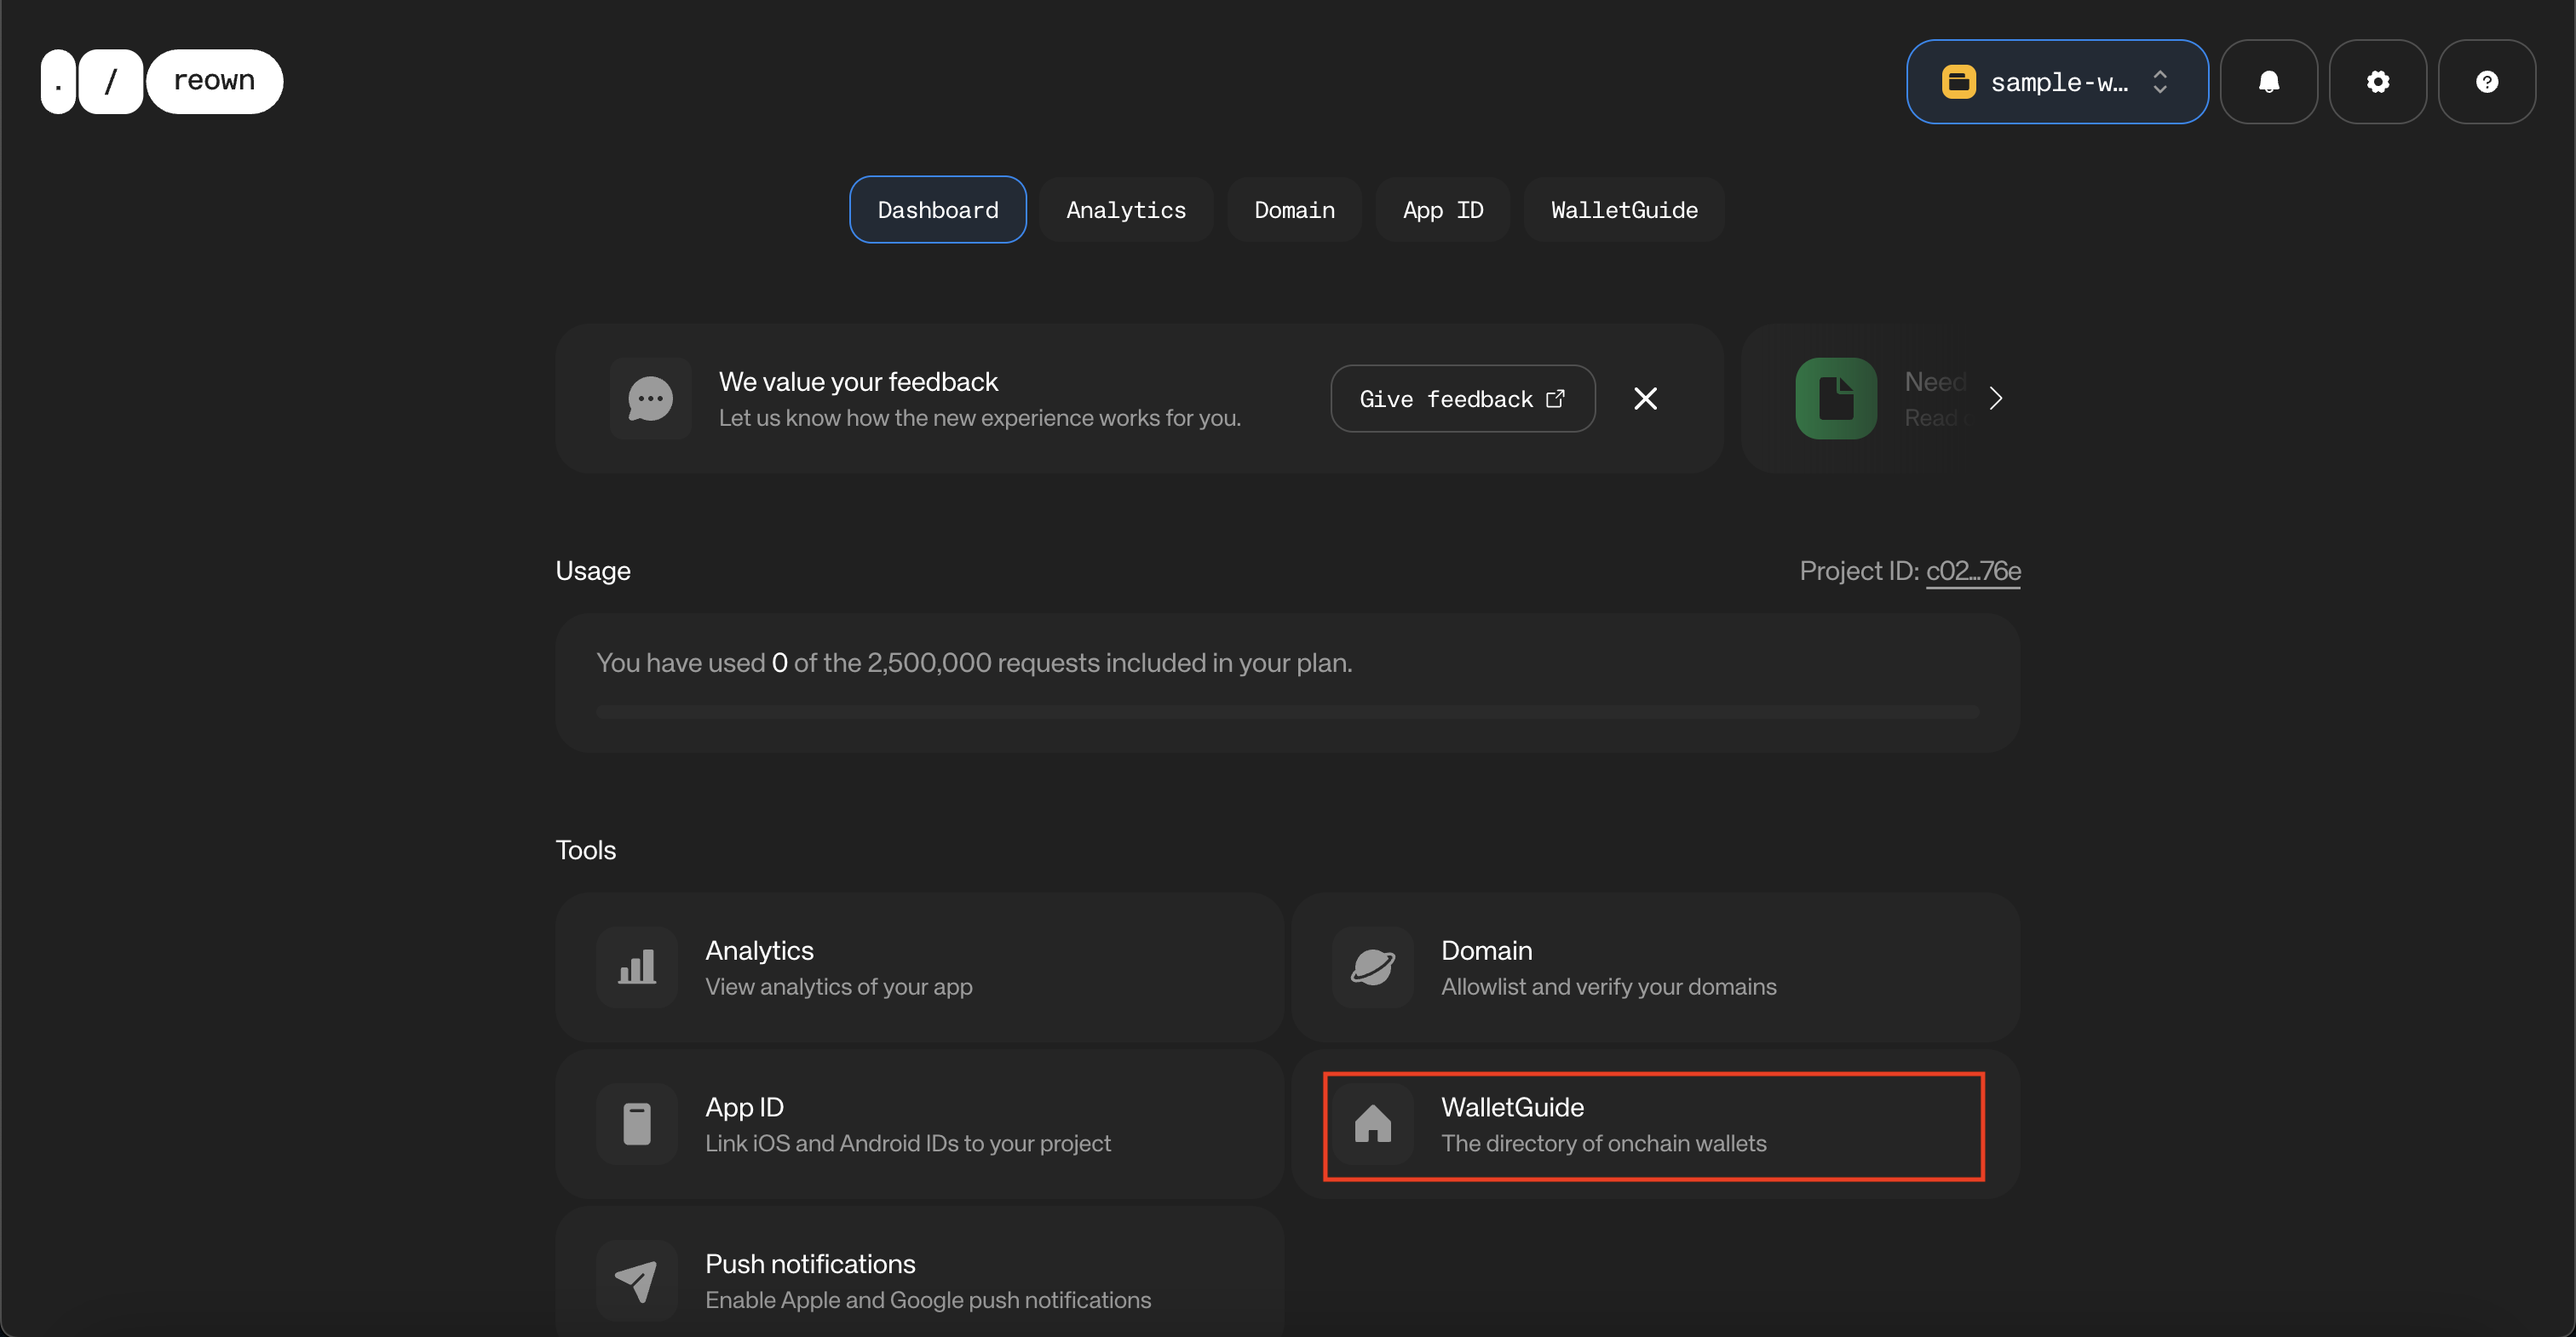 . / reown
sample-w...
Dashboard Analytics Domain App ID WalletGuide
We value your feedback
Let us know how the new experience works for you.
Give feedback
Need
Read
Usage
Project ID: c02...76e
You have used 0 of the 2,500,000 requests included in your plan.
Tools
Analytics
View analytics of your app
Domain
Allowlist and verify your domains
App ID
Link iOS and Android IDs to your project
WalletGuide
The directory of onchain wallets
Push notifications
Enable Apple and Google push notifications